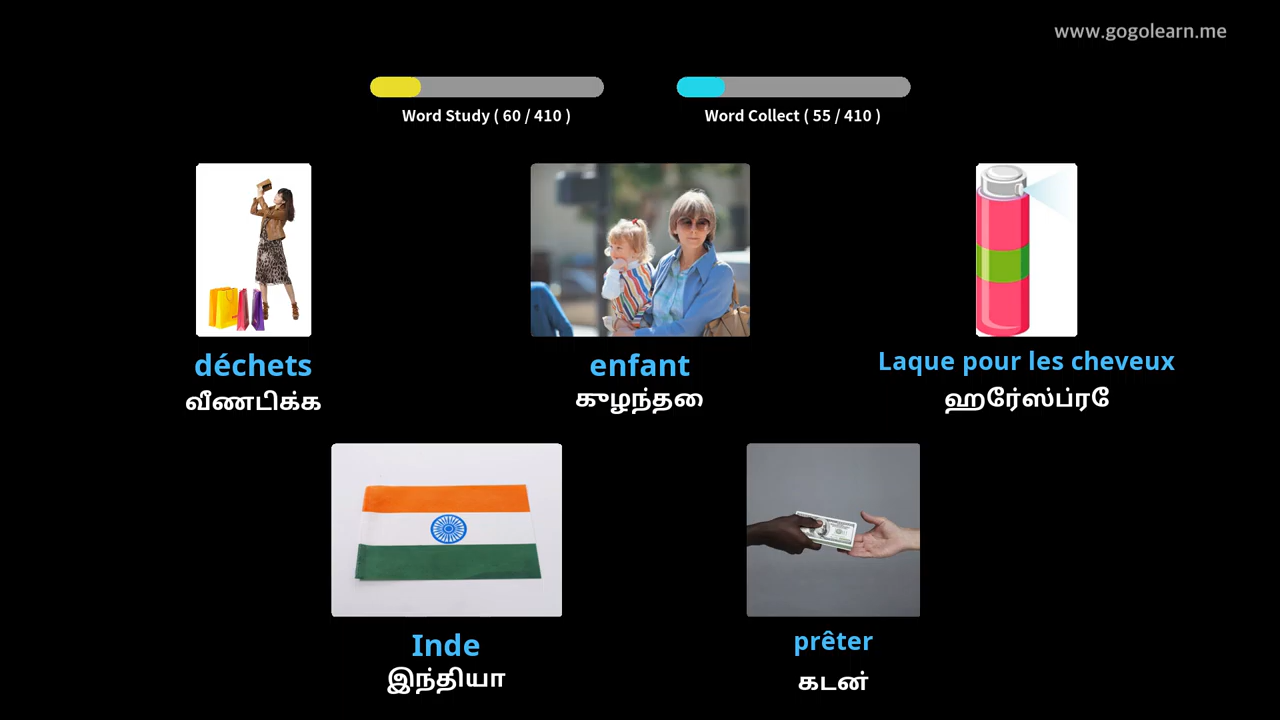 www.gogolearn.me
Word Study ( 60 / 410 )
Word Collect ( 55 / 410 )
déchets
வீணடிக்க
enfant
குழந்தை
Laque pour les cheveux
ஹேர்ஸ்ப்ரே
Inde
இந்தியா
prêter
கடன்